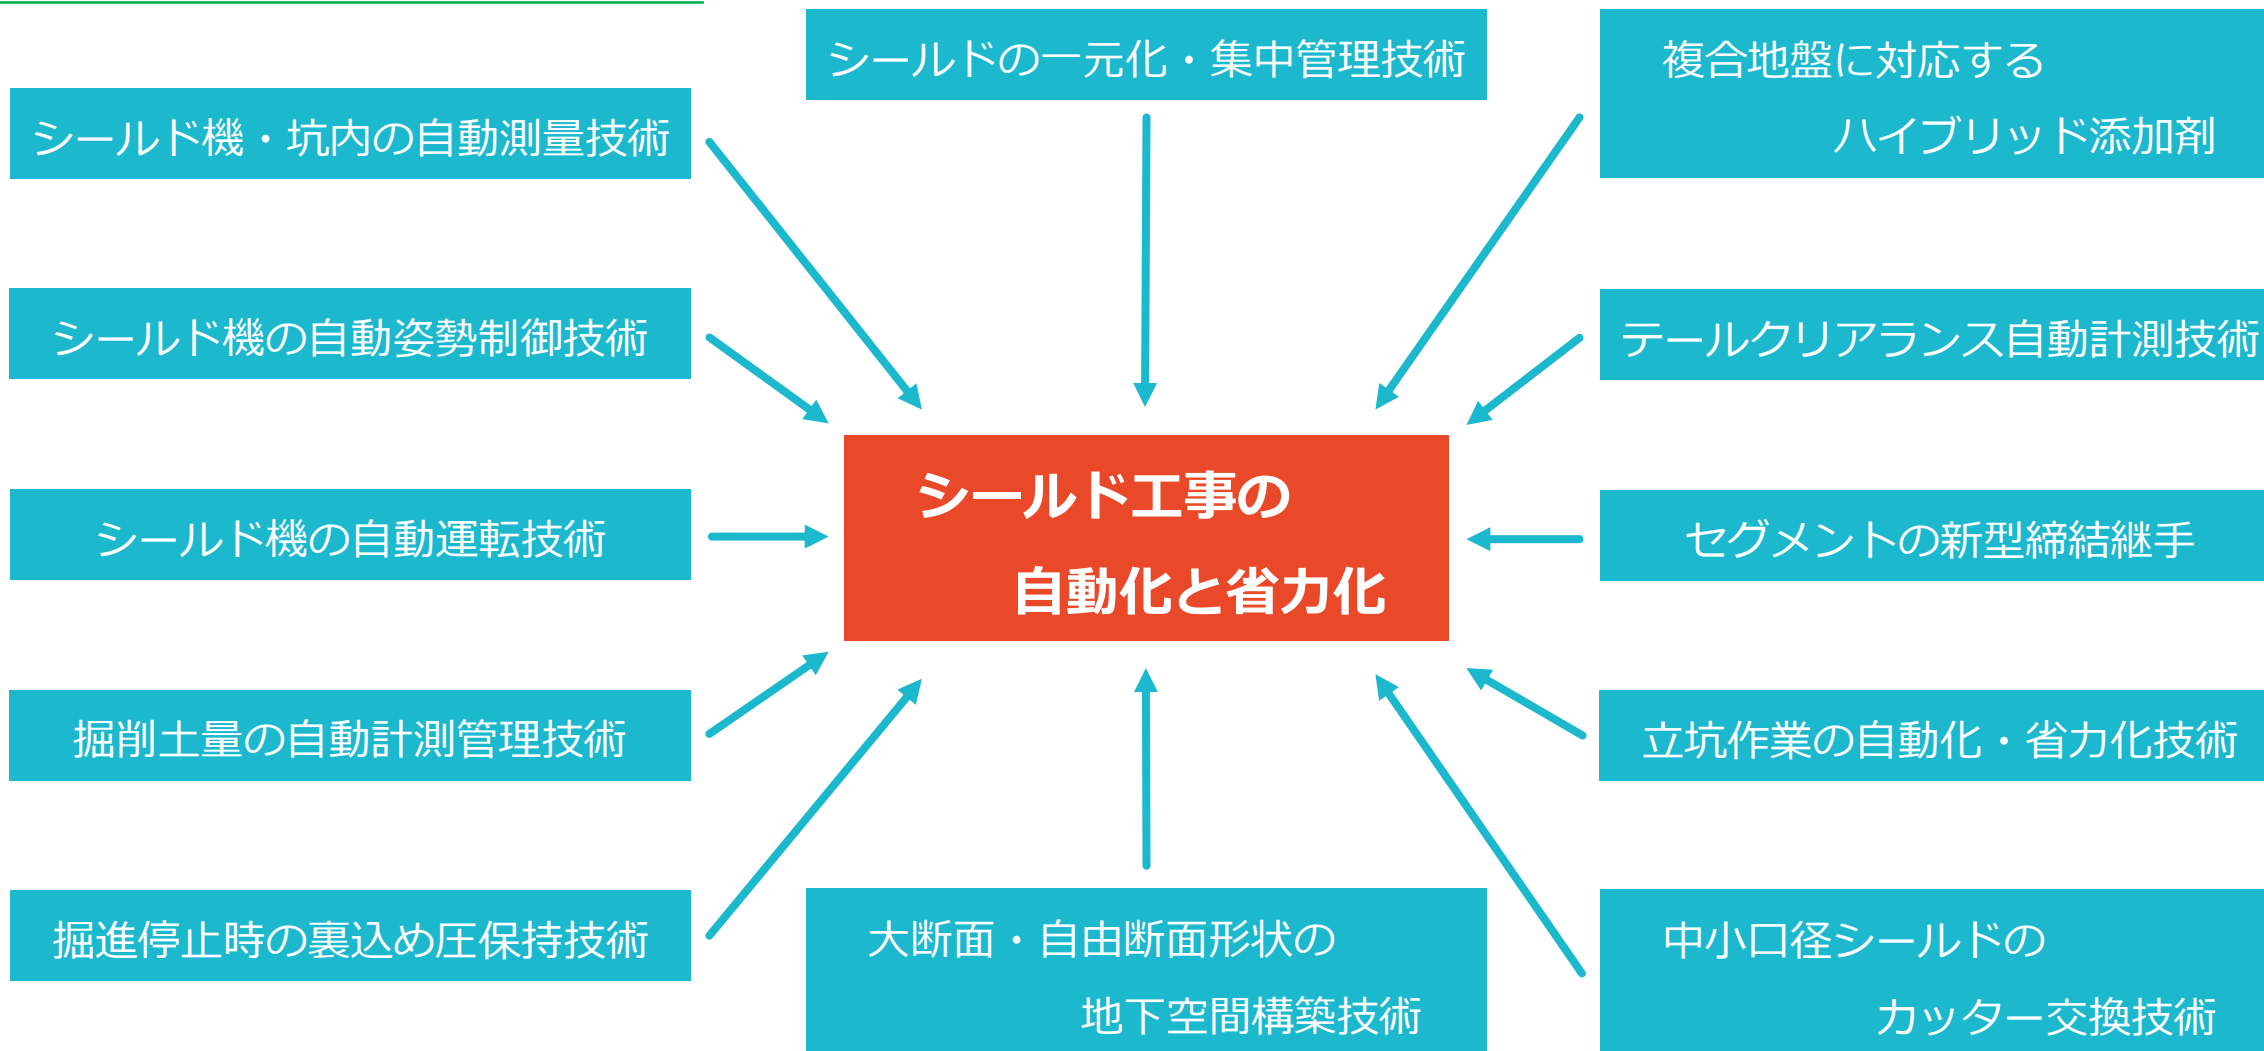 シールドの一元化・集中管理技術
複合地盤に対応する
ハイブリッド添加剤
シールド機・坑内の自動測量技術
シールド機の自動姿勢制御技術
テールクリアランス自動計測技術
シールド工事の
自動化と省力化
シールド機の自動運転技術
セグメントの新型締結継手
掘削土量の自動計測管理技術
立坑作業の自動化・省力化技術
掘進停止時の裏込め圧保持技術
大断面・自由断面形状の
地下空間構築技術
中小口径シールドの
カッター交換技術